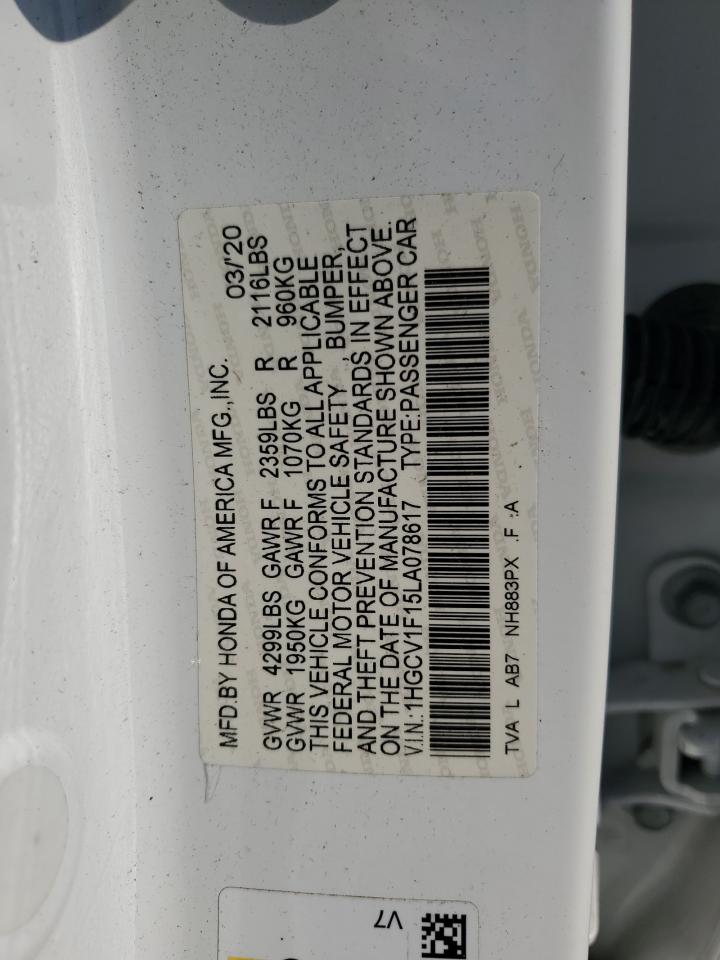 MFD.BY HONDA OF AMERICA MFG.,INC. 03/'20
GVWR 4299LBS GAWR F 2359LBS R 2116LBS
GVWR 1950KG GAWR F 1070KG R 960KG
THIS VEHICLE CONFORMS TO ALL APPLICABLE
FEDERAL MOTOR VEHICLE SAFETY , BUMPER,
AND THEFT PREVENTION STANDARDS IN EFFECT
ON THE DATE OF MANUFACTURE SHOWN ABOVE.
V.I.N.:1HGCV1F15LA078617 TYPE:PASSENGER CAR
TVA L AB7 NH883PX .F :A
V7